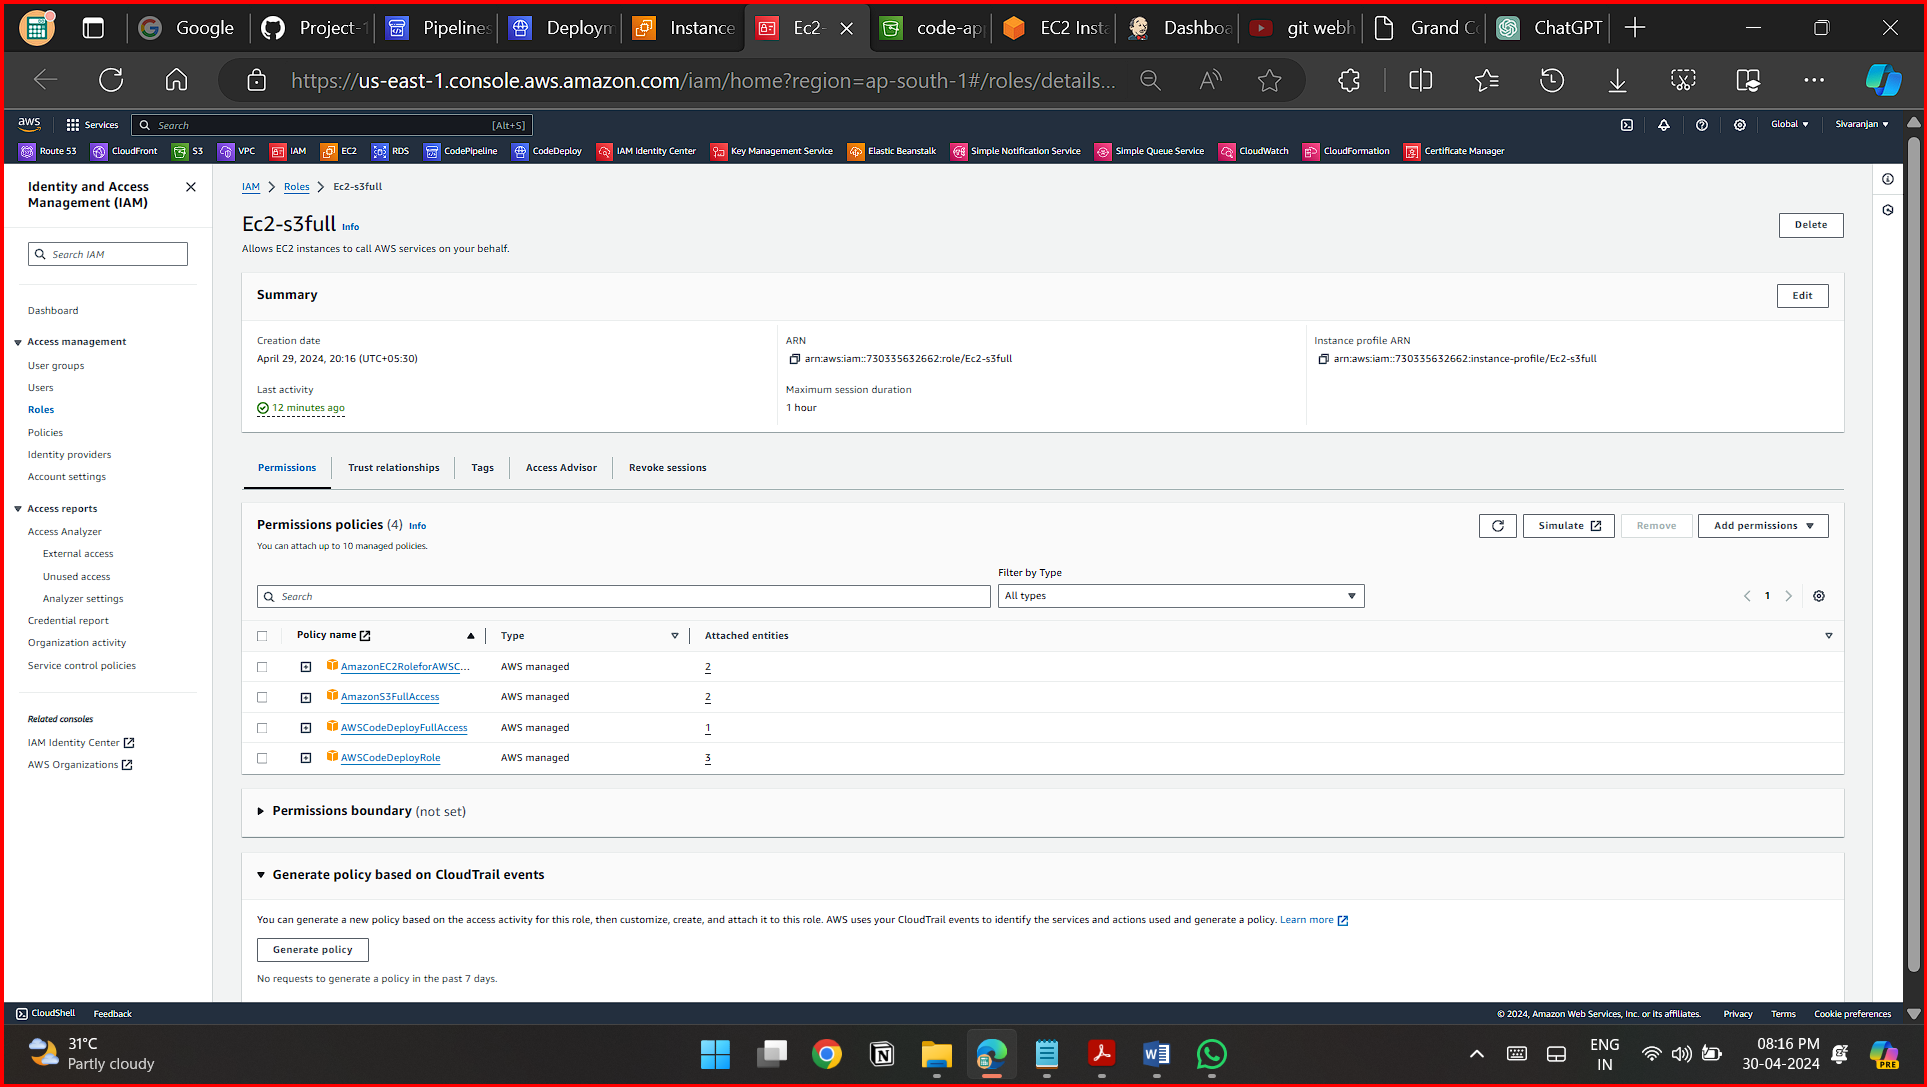 Google
Project-1
Pipelines
Deploym
Instance
Ec2-
code-ap
EC2 Inst
Dashboa
git webh
Grand Co
ChatGPT
https://us-east-1.console.aws.amazon.com/iam/home?region=ap-south-1#/roles/details...
aws
Services
Search
[Alt+S]
Global
Sivaranjan
Route 53
CloudFront
S3
VPC
IAM
EC2
RDS
CodePipeline
CodeDeploy
IAM Identity Center
Key Management Service
Elastic Beanstalk
Simple Notification Service
Simple Queue Service
CloudWatch
CloudFormation
Certificate Manager
Identity and Access
Management (IAM)
Search IAM
Dashboard
Access management
User groups
Users
Roles
Policies
Identity providers
Account settings
Access reports
Access Analyzer
External access
Unused access
Analyzer settings
Credential report
Organization activity
Service control policies
Related consoles
IAM Identity Center
AWS Organizations
IAM
Roles
Ec2-s3full
Ec2-s3full Info
Allows EC2 instances to call AWS services on your behalf.
Delete
Summary
Edit
Creation date
April 29, 2024, 20:16 (UTC+05:30)
Last activity
12 minutes ago
ARN
arn:aws:iam::730335632662:role/Ec2-s3full
Maximum session duration
1 hour
Instance profile ARN
arn:aws:iam::730335632662:instance-profile/Ec2-s3full
Permissions
Trust relationships
Tags
Access Advisor
Revoke sessions
Permissions policies (4) Info
You can attach up to 10 managed policies.
Simulate
Remove
Add permissions
Search
Filter by Type
All types
1
Policy name
Type
Attached entities
AmazonEC2RoleforAWSC...
AWS managed
2
AmazonS3FullAccess
AWS managed
2
AWSCodeDeployFullAccess
AWS managed
1
AWSCodeDeployRole
AWS managed
3
Permissions boundary (not set)
Generate policy based on CloudTrail events
You can generate a new policy based on the access activity for this role, then customize, create, and attach it to this role. AWS uses your CloudTrail events to identify the services and actions used and generate a policy. Learn more
Generate policy
No requests to generate a policy in the past 7 days.
CloudShell
Feedback
© 2024, Amazon Web Services, Inc. or its affiliates.
Privacy
Terms
Cookie preferences
31°C
Partly cloudy
ENG
IN
08:16 PM
30-04-2024
PRE